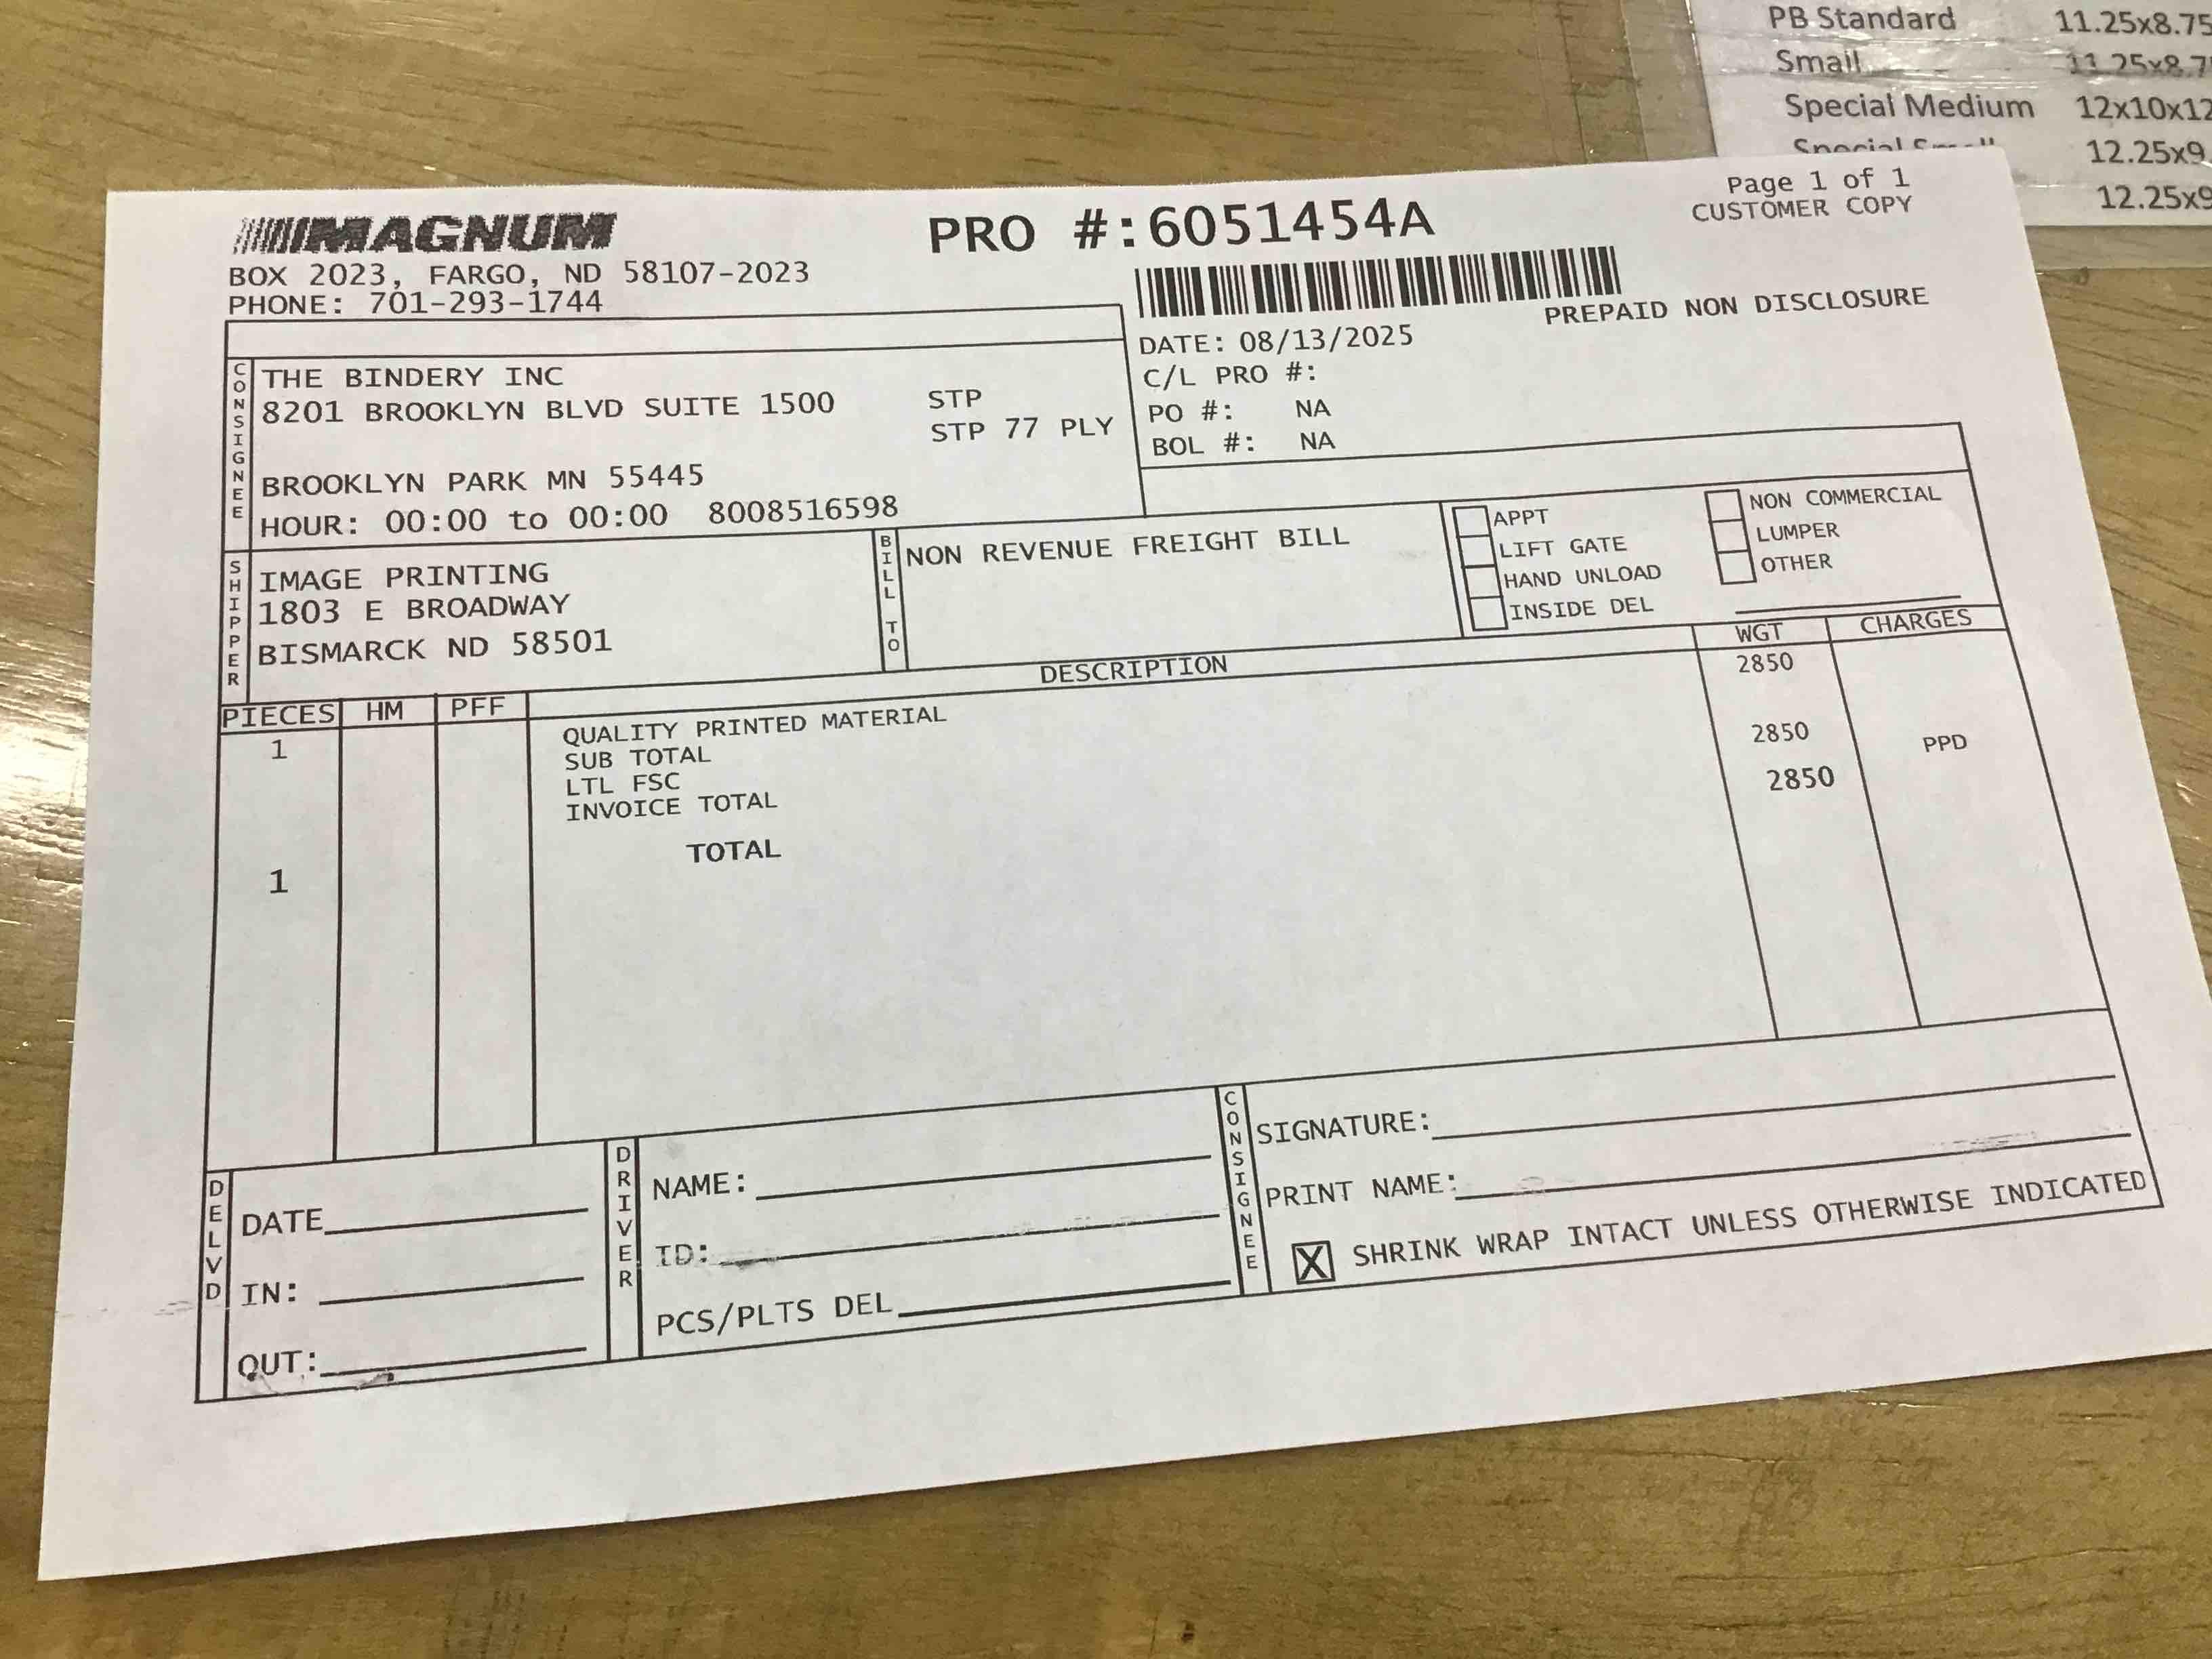 PB Standard 11.25x8.75
Small 11.25x8.7
Special Medium 12x10x12
Special Small 12.25x9
12.25x9
MAGNUM
BOX 2023, FARGO, ND 58107-2023
PHONE: 701-293-1744
PRO #:6051454A
Page 1 of 1
CUSTOMER COPY
PREPAID NON DISCLOSURE
DATE: 08/13/2025
C/L PRO #:
PO #: NA
BOL #: NA
CONSIGNEE
THE BINDERY INC
8201 BROOKLYN BLVD SUITE 1500 STP
STP 77 PLY
BROOKLYN PARK MN 55445
HOUR: 00:00 to 00:00 8008516598
SHIPPER
IMAGE PRINTING
1803 E BROADWAY
BISMARCK ND 58501
BILL TO
NON REVENUE FREIGHT BILL
APPT
LIFT GATE
HAND UNLOAD
INSIDE DEL
NON COMMERCIAL
LUMPER
OTHER
PIECES HM PFF DESCRIPTION WGT CHARGES
1 QUALITY PRINTED MATERIAL 2850
SUB TOTAL 2850
LTL FSC
INVOICE TOTAL PPD
1 TOTAL 2850
DELVD
DATE
IN:
OUT:
DRIVER
NAME:
ID:
PCS/PLTS DEL
CONSIGNEE
SIGNATURE:
PRINT NAME:
X SHRINK WRAP INTACT UNLESS OTHERWISE INDICATED